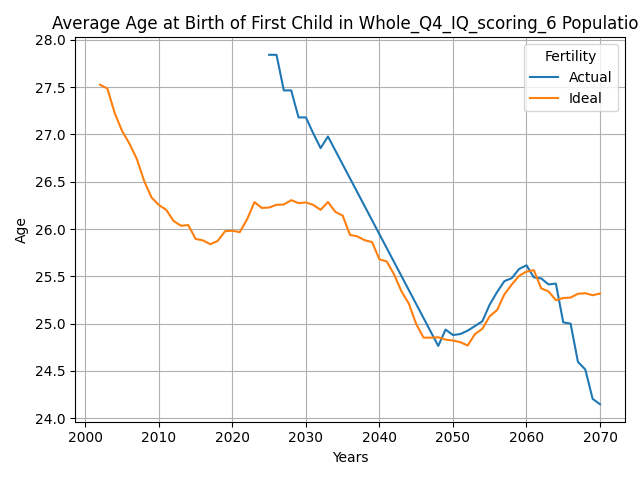 Average Age at Birth of First Child in Whole_Q4_IQ_scoring_6 Populatio
28.0
27.5
27.0
26.5
26.0
25.5
25.0
24.5
24.0
Age
Fertility
Actual
Ideal
2000 2010 2020 2030 2040 2050 2060 2070
Years